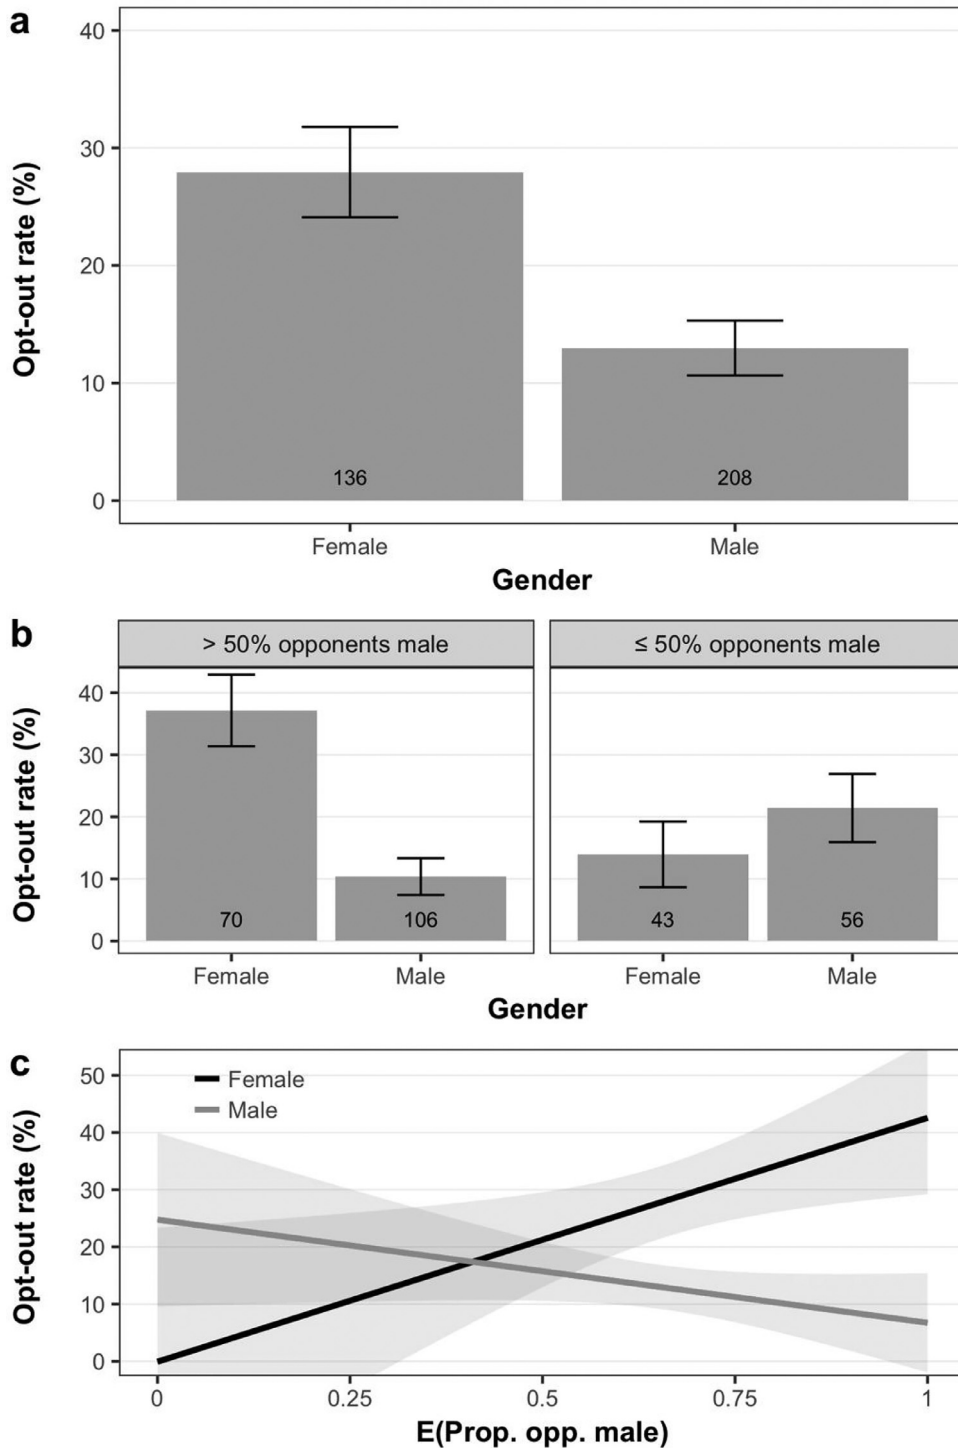 a
Opt-out rate (%)
40
30
20
10
0
136
208
Female Male
Gender
b
> 50% opponents male ≤ 50% opponents male
Opt-out rate (%)
40
30
20
10
0
70 106 43 56
Female Male Female Male
Gender
c
Opt-out rate (%)
50
40
30
20
10
0
Female
Male
0 0.25 0.5 0.75 1
E(Prop. opp. male)